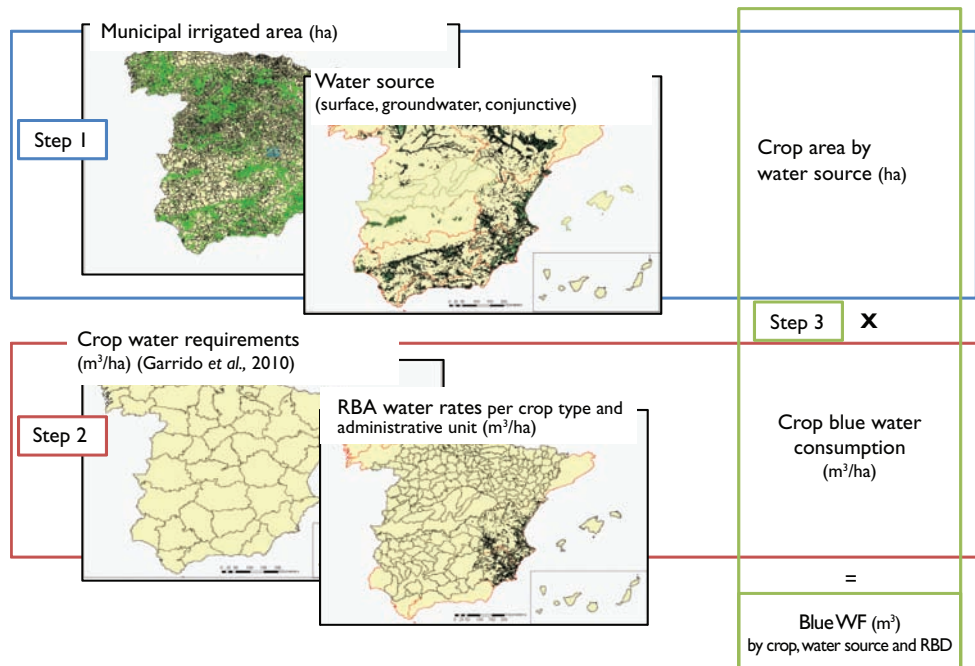 Municipal irrigated area (ha)
Water source
(surface, groundwater, conjunctive)
Step 1
Crop area by
water source (ha)
Step 3 X
Crop water requirements
(m³/ha) (Garrido et al., 2010)
RBA water rates per crop type and
administrative unit (m³/ha)
Step 2
Crop blue water
consumption
(m³/ha)
=
Blue WF (m³)
by crop, water source and RBD